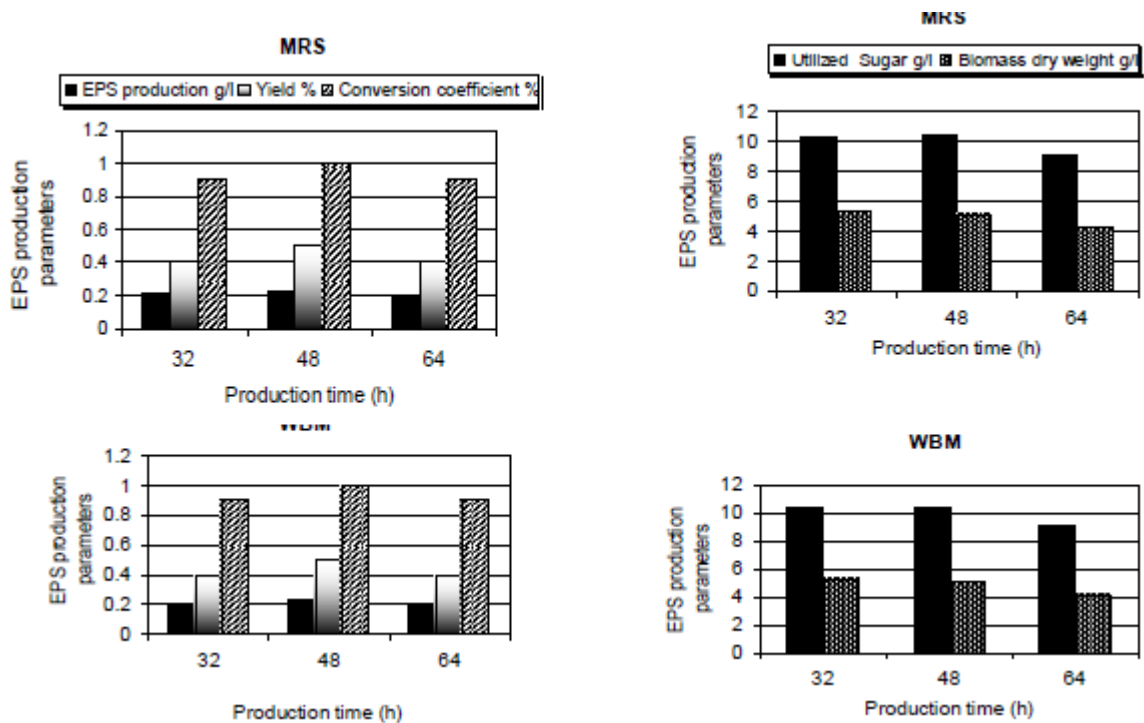 MRS
EPS production g/l Yield % Conversion coefficient %
1.2
1
0.8
0.6
0.4
0.2
0
EPS production
parameters
32 48 64
Production time (h)
MRS
Utilized Sugar g/l Biomass dry weight g/l
12
10
8
6
4
2
0
EPS production
parameters
32 48 64
Production time (h)
WBM
1.2
1
0.8
0.6
0.4
0.2
0
EPS production
parameters
32 48 64
Production time (h)
WBM
12
10
8
6
4
2
0
EPS production
parameters
32 48 64
Production time (h)